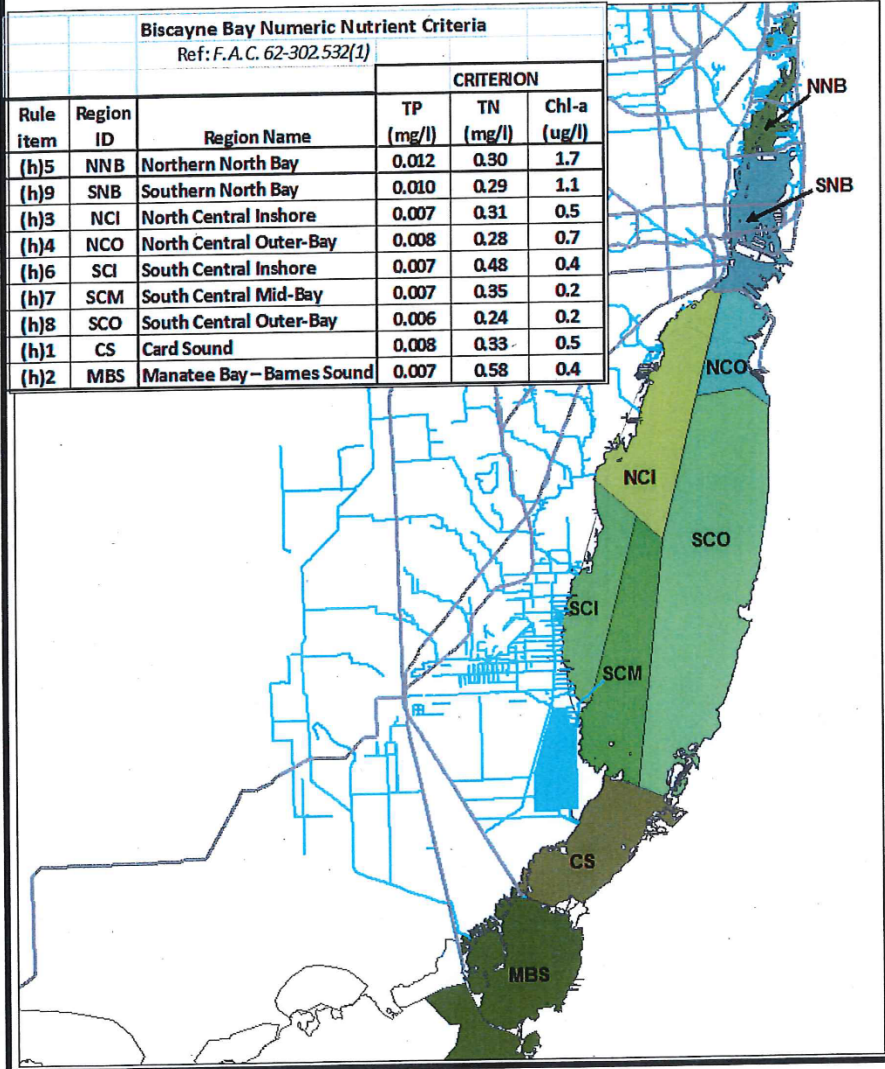 Biscayne Bay Numeric Nutrient Criteria
Ref: F.A.C. 62-302.532(1)
CRITERION
Rule item Region ID Region Name TP (mg/l) TN (mg/l) Chl-a (ug/l)
(h)5 NNB Northern North Bay 0.012 0.30 1.7
(h)9 SNB Southern North Bay 0.010 0.29 1.1
(h)3 NCI North Central Inshore 0.007 0.31 0.5
(h)4 NCO North Central Outer-Bay 0.008 0.28 0.7
(h)6 SCI South Central Inshore 0.007 0.48 0.4
(h)7 SCM South Central Mid-Bay 0.007 0.35 0.2
(h)8 SCO South Central Outer-Bay 0.006 0.24 0.2
(h)1 CS Card Sound 0.008 0.33 0.5
(h)2 MBS Manatee Bay – Barnes Sound 0.007 0.58 0.4
NNB
SNB
NCO
NCI
SCO
SCI
SCM
CS
MBS